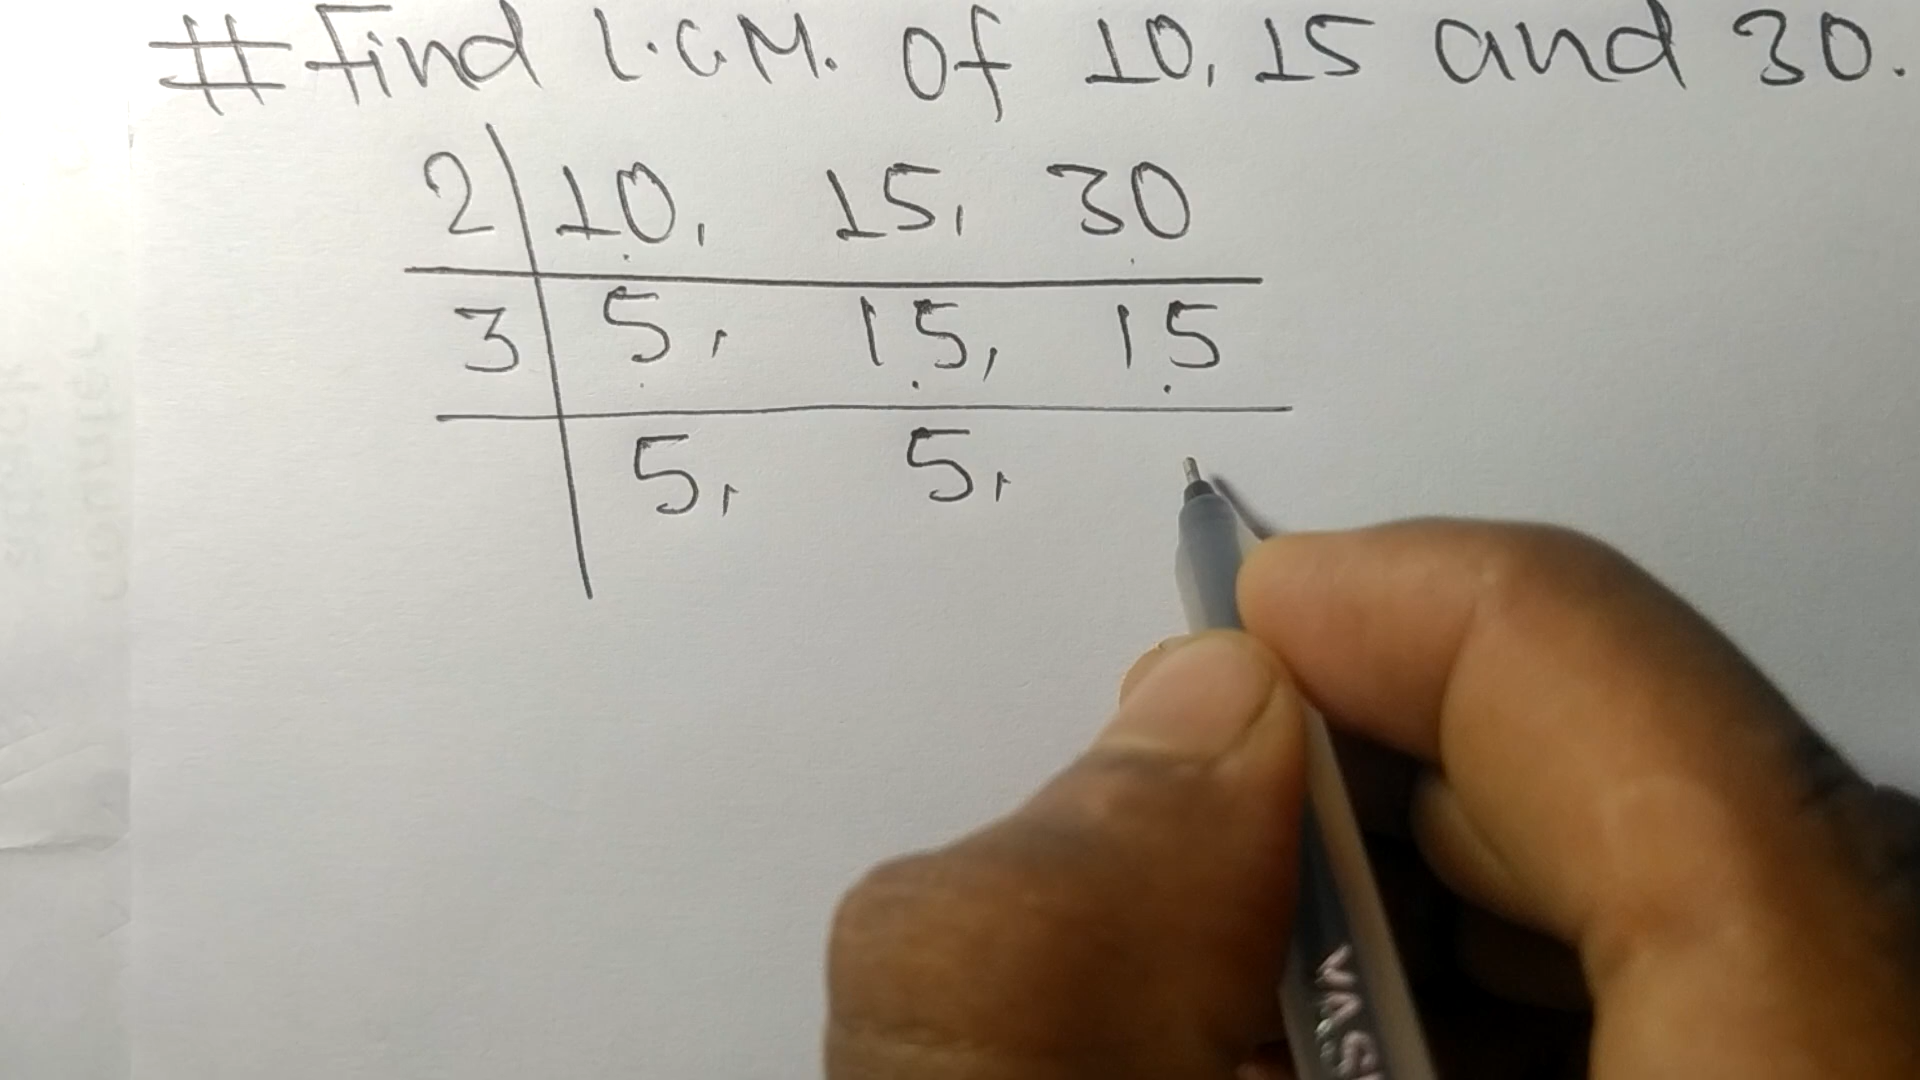 # find L.C.M. of 10, 15 and 30.
2 10, 15, 30
3 5, 15, 15
5, 5,